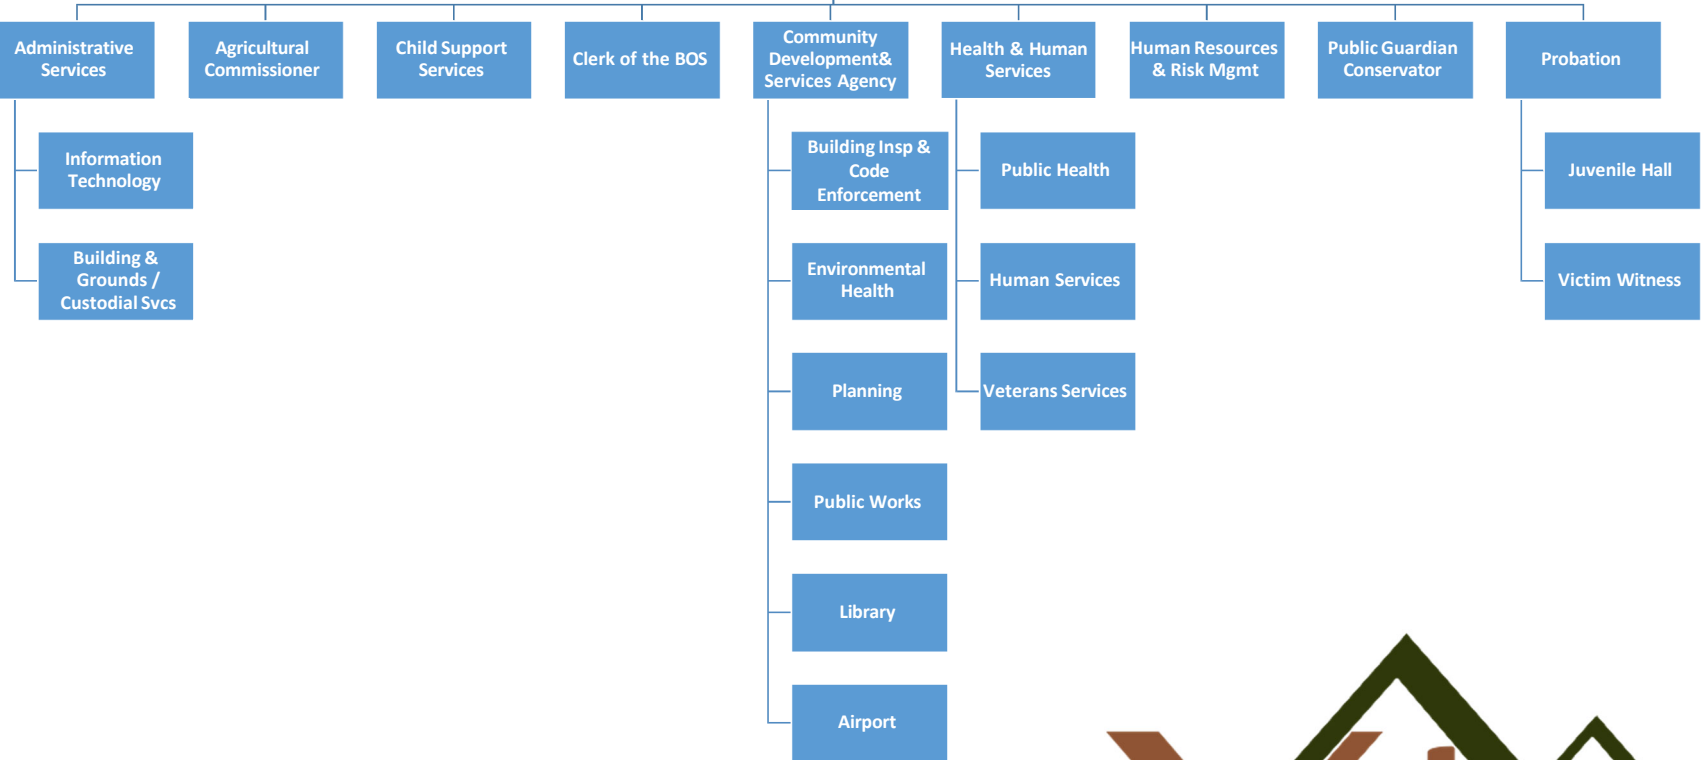 Administrative
Services
Agricultural
Commissioner
Child Support
Services
Clerk of the BOS
Community
Development&
Services Agency
Health & Human
Services
Human Resources
& Risk Mgmt
Public Guardian
Conservator
Probation
Information
Technology
Building &
Grounds /
Custodial Svcs
Building Insp &
Code
Enforcement
Environmental
Health
Planning
Public Works
Library
Airport
Public Health
Human Services
Veterans Services
Juvenile Hall
Victim Witness